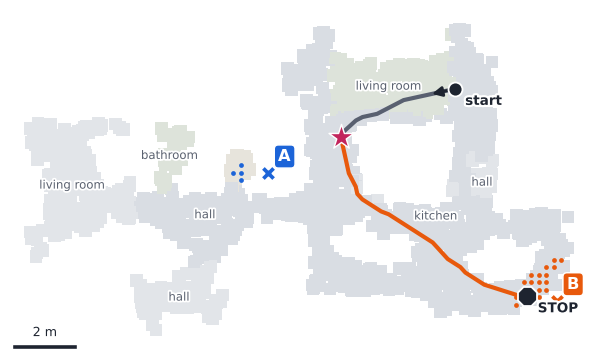 living room
start
A
bathroom
living room
hall
hall
kitchen
hall
B
STOP
2 m